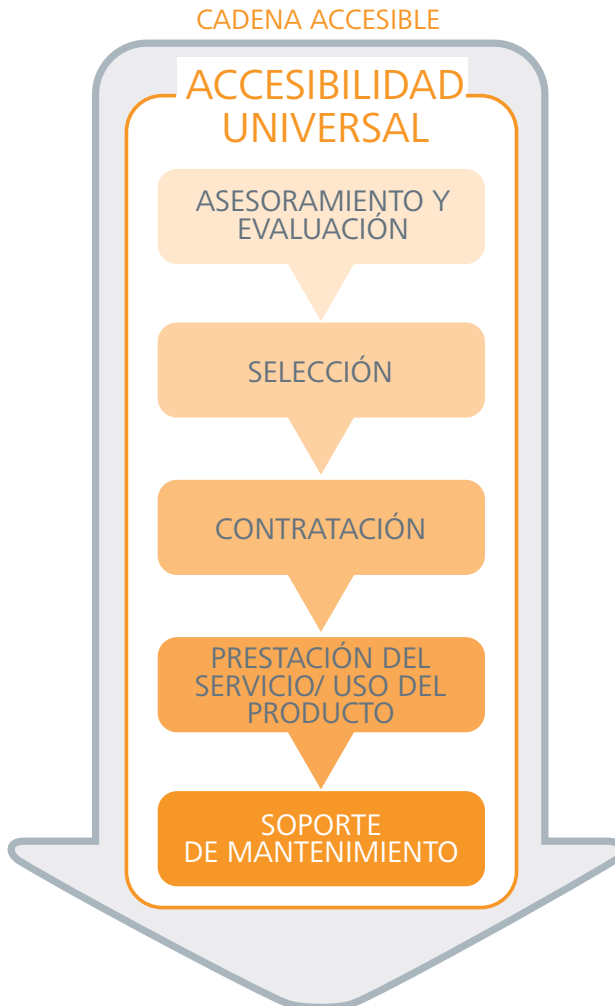 CADENA ACCESIBLE
ACCESIBILIDAD
UNIVERSAL
ASESORAMIENTO Y
EVALUACIÓN
SELECCIÓN
CONTRATACIÓN
PRESTACIÓN DEL
SERVICIO/ USO DEL
PRODUCTO
SOPORTE
DE MANTENIMIENTO